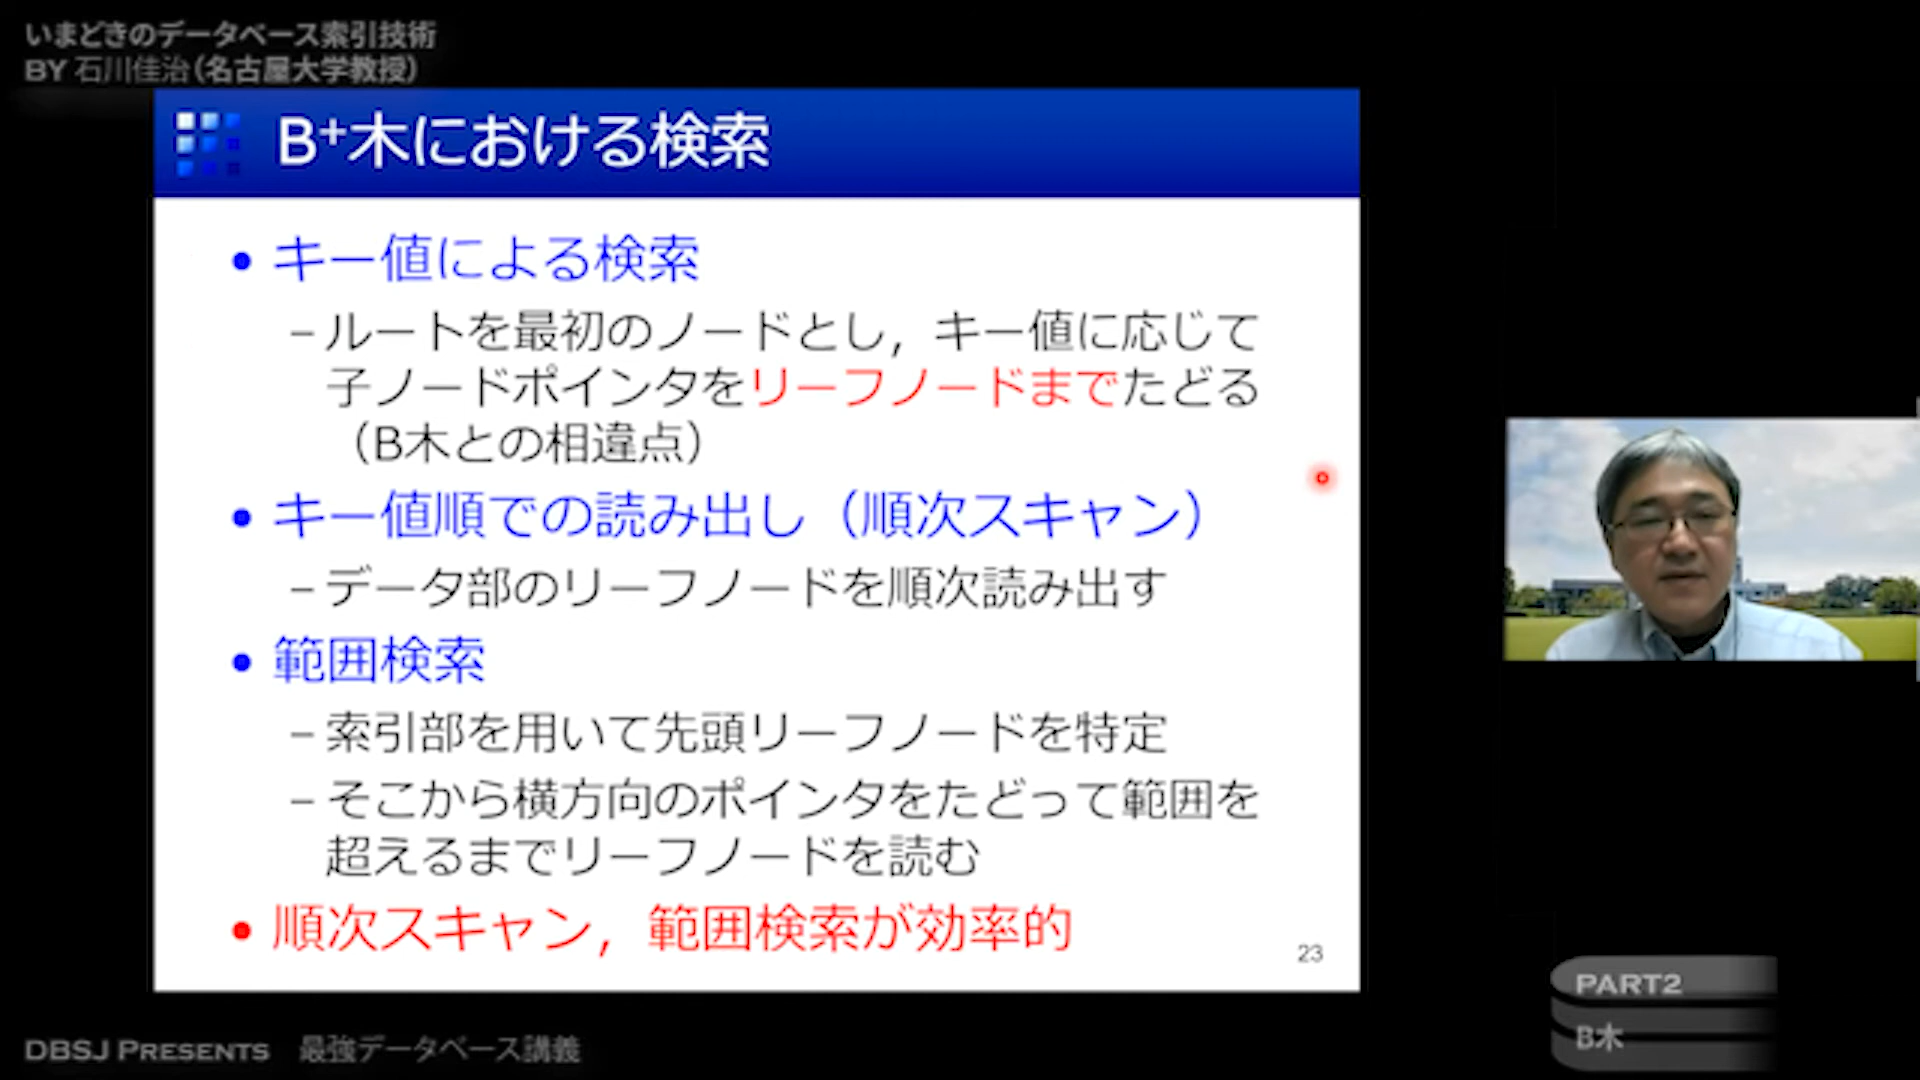 いまどきのデータベース索引技術
BY 石川佳治(名古屋大学教授)
B⁺木における検索
• キー値による検索
–ルートを最初のノードとし，キー値に応じて
子ノードポインタをリーフノードまでたどる
（B木との相違点）
• キー値順での読み出し（順次スキャン）
–データ部のリーフノードを順次読み出す
• 範囲検索
–索引部を用いて先頭リーフノードを特定
–そこから横方向のポインタをたどって範囲を
超えるまでリーフノードを読む
• 順次スキャン，範囲検索が効率的
23
PART2
B木
DBSJ PRESENTS 最強データベース講義